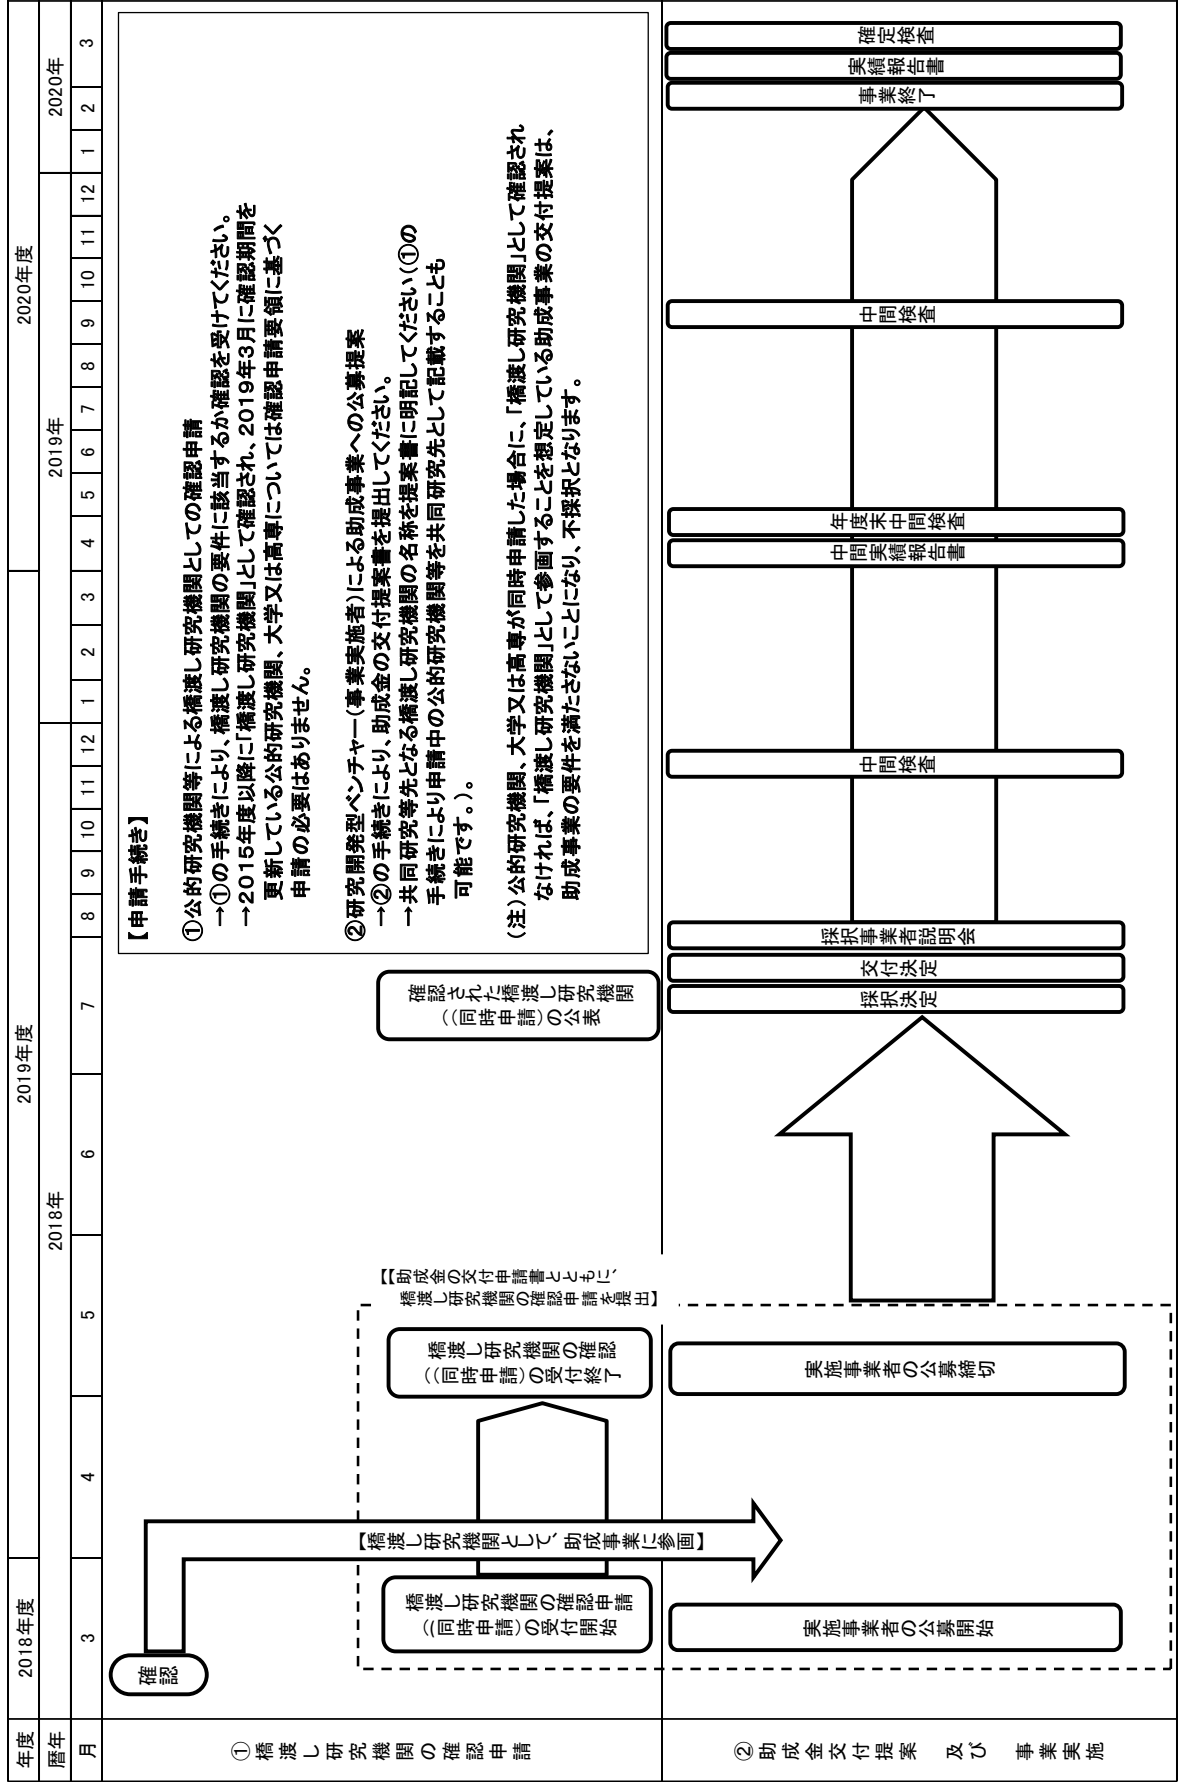 年度
2018年度
2019年度
2020年度
暦年
2018年
2019年
2020年
月
3
4
5
6
7
8
9
10
11
12
1
2
3
4
5
6
7
8
9
10
11
12
1
2
3
①橋渡し研究機関の確認申請
確認
【橋渡し研究機関として、助成事業に参画】
橋渡し研究機関の確認申請
((同時申請)の受付開始
橋渡し研究機関の確認
((同時申請)の受付終了
【【助成金の交付申請書とともに、
橋渡し研究機関の確認申請を提出】
確認された橋渡し研究機関
((同時申請)の公表
【申請手続き】
①公的研究機関等による橋渡し研究機関としての確認申請
→①の手続きにより、橋渡し研究機関の要件に該当するか確認を受けてください。
→2015年度以降に「橋渡し研究機関」として確認され、2019年3月に確認期間を
更新している公的研究機関、大学又は高専については確認申請要領に基づく
申請の必要はありません。
②研究開発型ベンチャー(事業実施者)による助成事業への公募提案
→②の手続きにより、助成金の交付提案書を提出してください。
→共同研究等先となる橋渡し研究機関の名称を提案書に明記してください(①の
手続きにより申請中の公的研究機関等を共同研究先として記載することも
可能です。)。
(注)公的研究機関、大学又は高専が同時申請した場合に、「橋渡し研究機関」として確認され
なければ、「橋渡し研究機関」として参画することを想定している助成事業の交付提案は、
助成事業の要件を満たさないことになり、不採択となります。
②助成金交付提案 及び 事業実施
実施事業者の公募開始
実施事業者の公募締切
採択決定
交付決定
採択事業者説明会
中間検査
中間実績報告書
年度末中間検査
中間検査
事業終了
実績報告書
確定検査